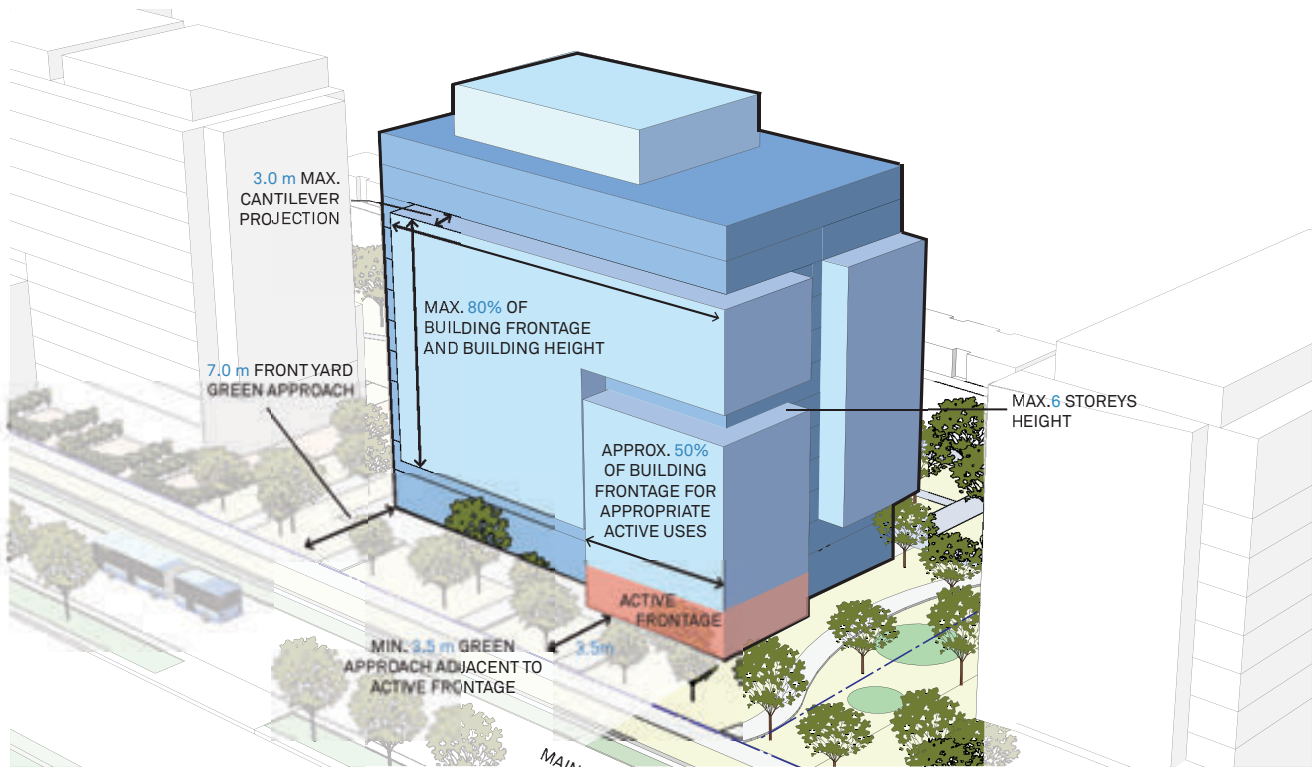 3.0 m MAX.
CANTILEVER
PROJECTION
MAX. 80% OF
BUILDING FRONTAGE
AND BUILDING HEIGHT
7.0 m FRONT YARD
GREEN APPROACH
MAX.6 STOREYS
HEIGHT
APPROX. 50%
OF BUILDING
FRONTAGE FOR
APPROPRIATE
ACTIVE USES
ACTIVE
FRONTAGE
3.5m
MIN. 3.5 m GREEN
APPROACH ADJACENT TO
ACTIVE FRONTAGE
MAIN